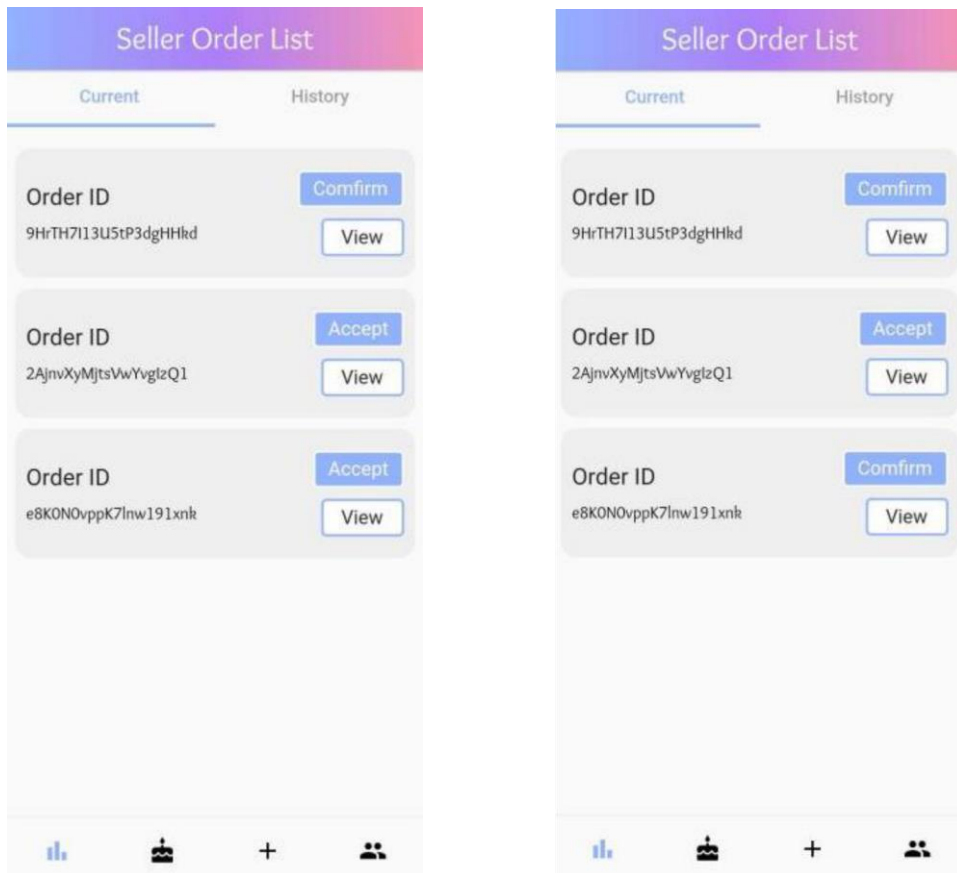 Seller Order List
Current History
Order ID
Comfirm
9HrTH7I13U5tP3dgHHkd
View
Order ID
Accept
2AjnvXyMjtsVwYvgIzQ1
View
Order ID
Accept
e8K0N0vppK7lnw191xnk
View
Seller Order List
Current History
Order ID
Comfirm
9HrTH7I13U5tP3dgHHkd
View
Order ID
Accept
2AjnvXyMjtsVwYvgIzQ1
View
Order ID
Comfirm
e8K0N0vppK7lnw191xnk
View